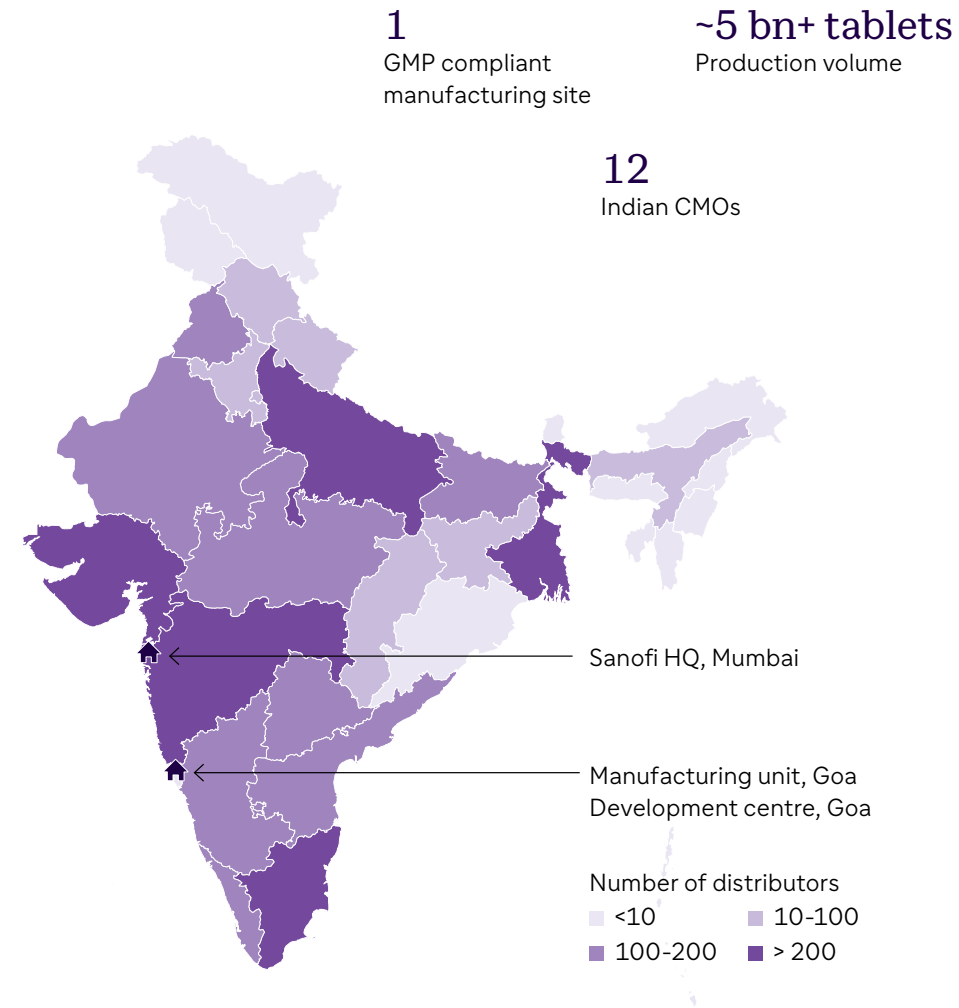 1
GMP compliant
manufacturing site
~5 bn+ tablets
Production volume
12
Indian CMOs
Sanofi HQ, Mumbai
Manufacturing unit, Goa
Development centre, Goa
Number of distributors
<10
10-100
100-200
> 200